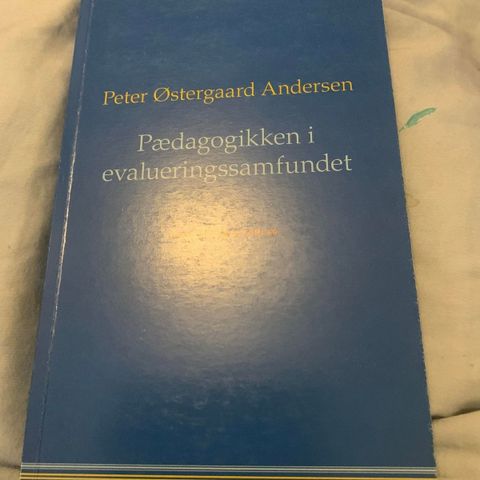 Peter Østergaard Andersen
Pædagogikken i
evalueringssamfundet